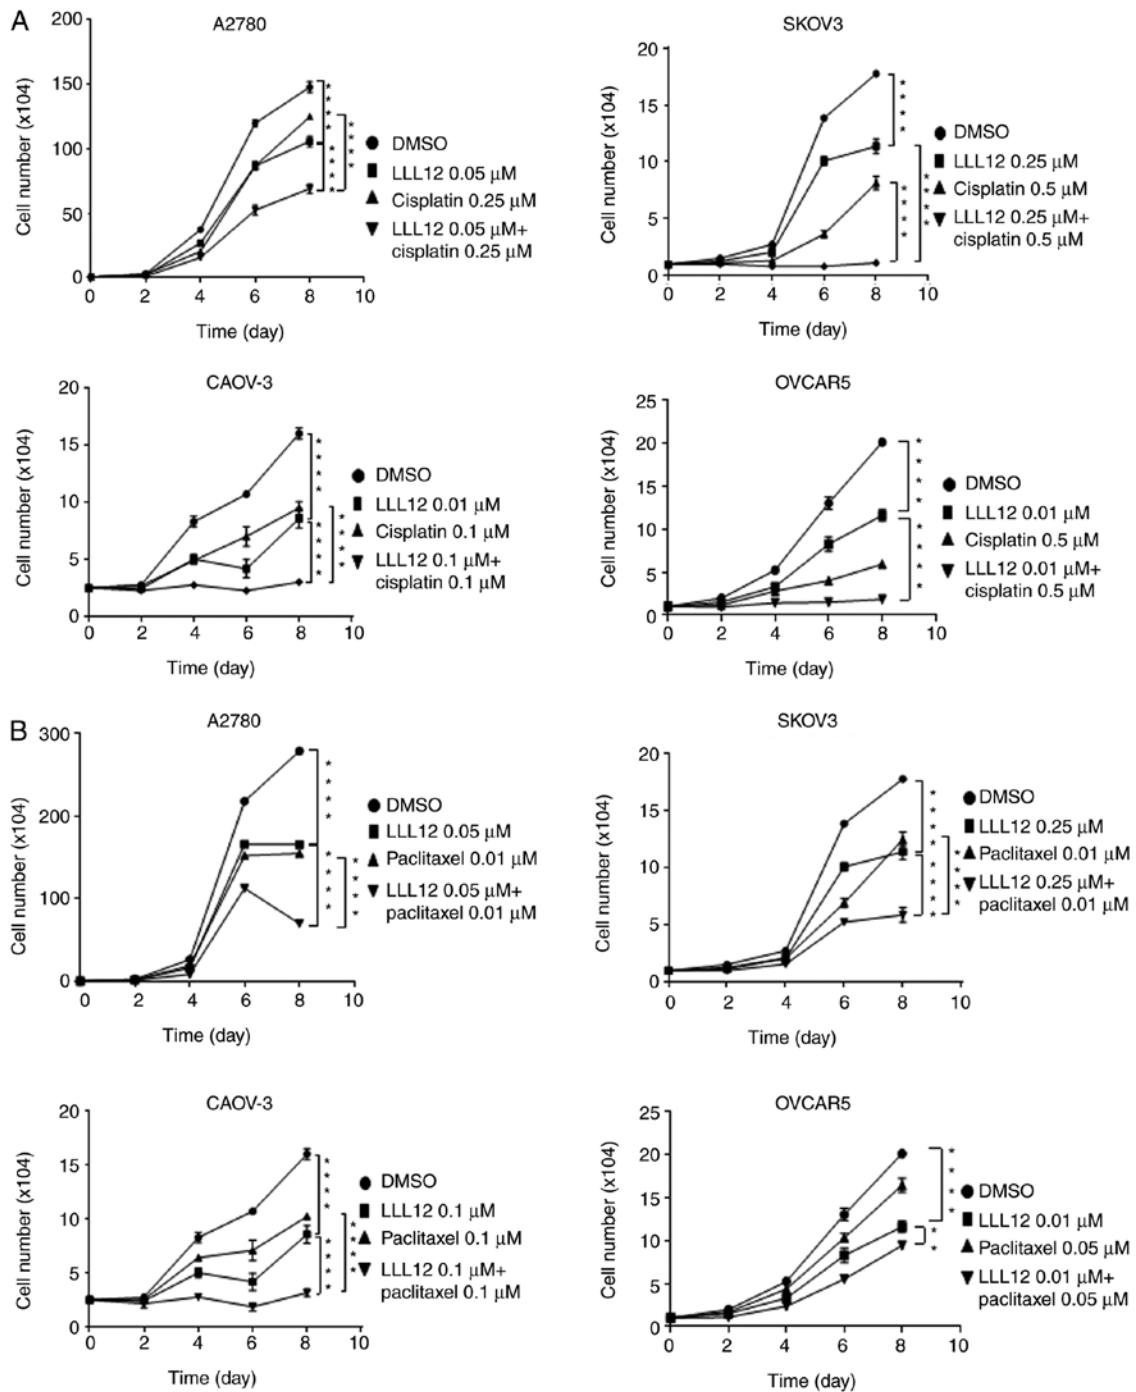 A
A2780
Cell number (x104)
200
150
100
50
0
0 2 4 6 8 10
Time (day)
* * * * * * * *
* * * *
DMSO
LLL12 0.05 μM
Cisplatin 0.25 μM
LLL12 0.05 μM+
cisplatin 0.25 μM
SKOV3
Cell number (x104)
20
15
10
5
0
0 2 4 6 8 10
Time (day)
* * * *
* * * *
* * * *
DMSO
LLL12 0.25 μM
Cisplatin 0.5 μM
LLL12 0.25 μM+
cisplatin 0.5 μM
CAOV-3
Cell number (x104)
20
15
10
5
0
0 2 4 6 8 10
Time (day)
* * * *
* * * *
* * * *
DMSO
LLL12 0.01 μM
Cisplatin 0.1 μM
LLL12 0.1 μM+
cisplatin 0.1 μM
OVCAR5
Cell number (x104)
25
20
15
10
5
0
0 2 4 6 8 10
Time (day)
* * * *
* * * *
DMSO
LLL12 0.01 μM
Cisplatin 0.5 μM
LLL12 0.01 μM+
cisplatin 0.5 μM
B
A2780
Cell number (x104)
300
200
100
0
0 2 4 6 8 10
Time (day)
* * * *
* * * *
* * * *
DMSO
LLL12 0.05 μM
Paclitaxel 0.01 μM
LLL12 0.05 μM+
paclitaxel 0.01 μM
SKOV3
Cell number (x104)
20
15
10
5
0
0 2 4 6 8 10
Time (day)
* * * *
* * * *
* * * *
DMSO
LLL12 0.25 μM
Paclitaxel 0.01 μM
LLL12 0.25 μM+
paclitaxel 0.01 μM
CAOV-3
Cell number (x104)
20
15
10
5
0
0 2 4 6 8 10
Time (day)
* * * *
* * * *
* * * *
DMSO
LLL12 0.1 μM
Paclitaxel 0.1 μM
LLL12 0.1 μM+
paclitaxel 0.1 μM
OVCAR5
Cell number (x104)
25
20
15
10
5
0
0 2 4 6 8 10
Time (day)
* * * *
* *
DMSO
LLL12 0.01 μM
Paclitaxel 0.05 μM
LLL12 0.01 μM+
paclitaxel 0.05 μM